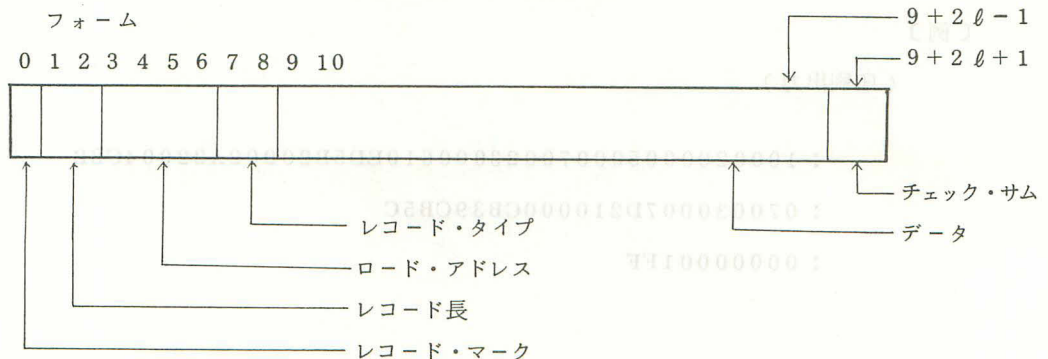 フォーム
9+2ℓ-1
9+2ℓ+1
0 1 2 3 4 5 6 7 8 9 10
チェック・サム
データ
レコード・タイプ
ロード・アドレス
レコード長
レコード・マーク